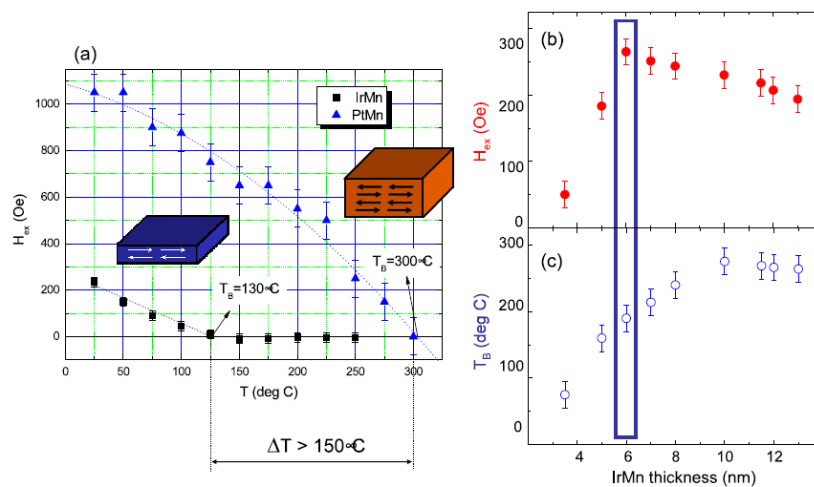 (a)
1000
800
600
400
200
0
H_ex (Oe)
IrMn
PtMn
T_B=130∝C
T_B=300∝C
0 50 100 150 200 250 300
T (deg C)
ΔT > 150∝C
(b)
300
200
50
0
H_ex (Oe)
(c)
300
200
50
0
T_B (deg C)
4 6 8 10 12
IrMn thickness (nm)